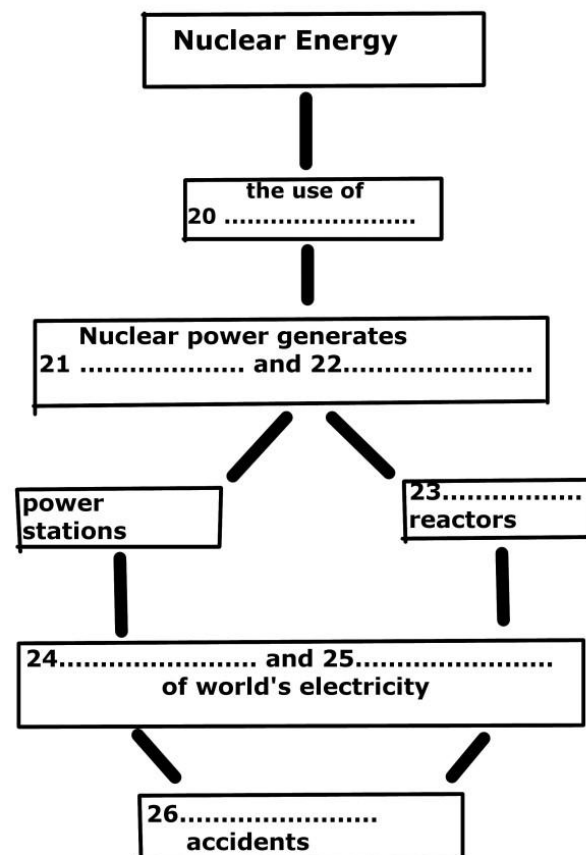 Nuclear Energy
the use of
20 ........................
Nuclear power generates
21 ..................... and 22........................
power
stations
23..................
reactors
24......................... and 25.........................
of world's electricity
26.........................
accidents